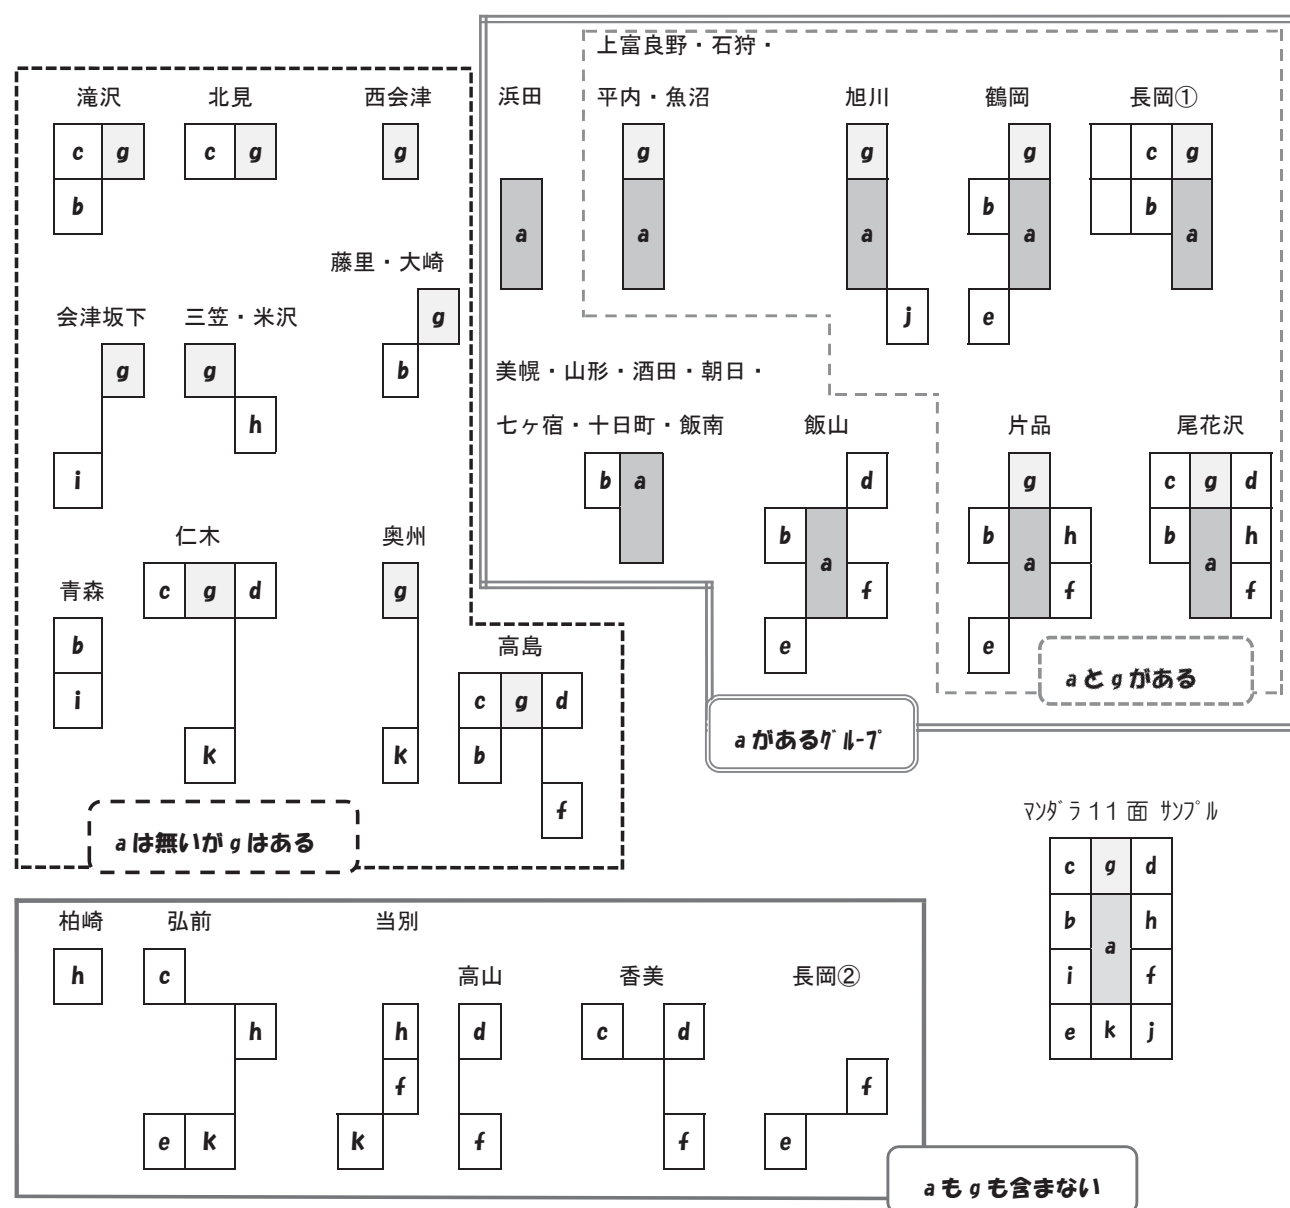 上富良野・石狩・
滝沢 北見 西会津 浜田 平内・魚沼 旭川 鶴岡 長岡①
c g c g g g g g c g
b a a a b a b a
藤里・大崎
会津坂下 三笠・米沢 g j e
g g b
h
i
美幌・山形・酒田・朝日・
七ヶ宿・十日町・飯南 飯山 片品 尾花沢
b a d g c g d
b a f b a h f b a h f
e e
仁木 奥州
c g d g
k k
青森
b
i
高島
c g d
b
f
aとgがある
aがあるグループ
aは無いがgはある
マンダラ11面 サンプル
c g d
b a h
i f
e k j
柏崎 弘前 当別
h c
高山 香美 長岡②
h h d c d
f f
e k k f f e
aもgも含まない